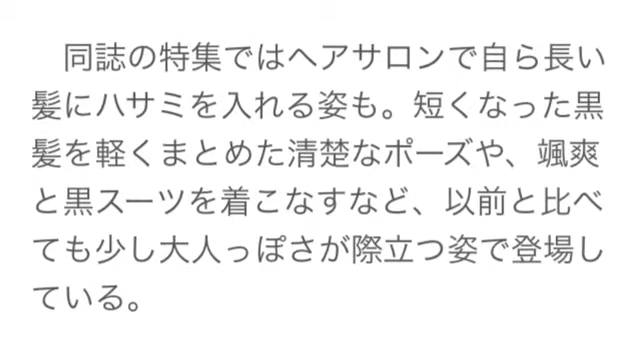 同誌の特集ではヘアサロンで自ら長い
髪にハサミを入れる姿も。短くなった黒
髪を軽くまとめた清楚なポーズや、颯爽
と黒スーツを着こなすなど、以前と比べ
ても少し大人っぽさが際立つ姿で登場し
ている。